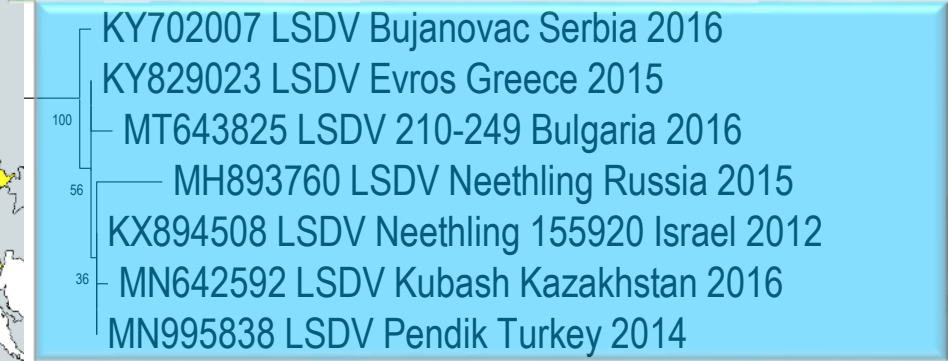 KY702007 LSDV Bujanovac Serbia 2016
KY829023 LSDV Evros Greece 2015
100
MT643825 LSDV 210-249 Bulgaria 2016
MH893760 LSDV Neethling Russia 2015
56
KX894508 LSDV Neethling 155920 Israel 2012
36
MN642592 LSDV Kubash Kazakhstan 2016
MN995838 LSDV Pendik Turkey 2014